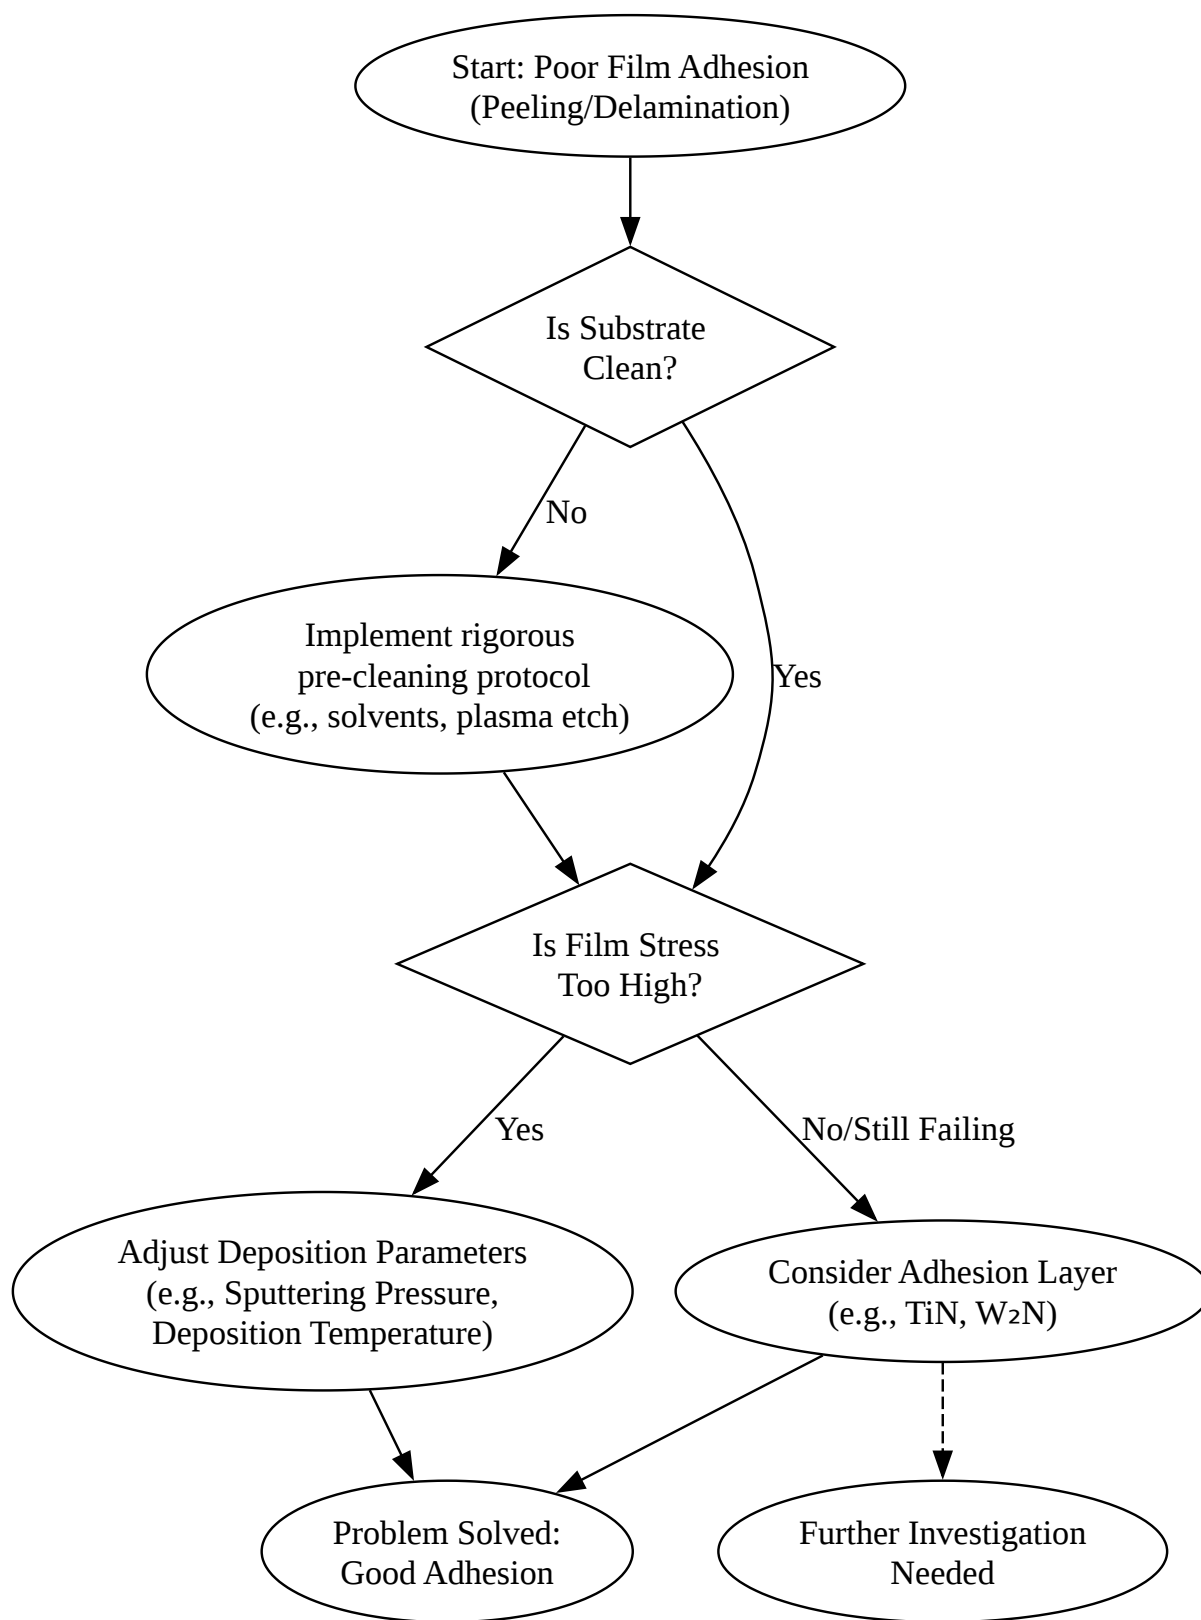 Start: Poor Film Adhesion
(Peeling/Delamination)
Is Substrate
Clean?
No
Implement rigorous
pre-cleaning protocol
(e.g., solvents, plasma etch)
Yes
Is Film Stress
Too High?
Yes
No/Still Failing
Adjust Deposition Parameters
(e.g., Sputtering Pressure,
Deposition Temperature)
Consider Adhesion Layer
(e.g., TiN, W₂N)
Problem Solved:
Good Adhesion
Further Investigation
Needed